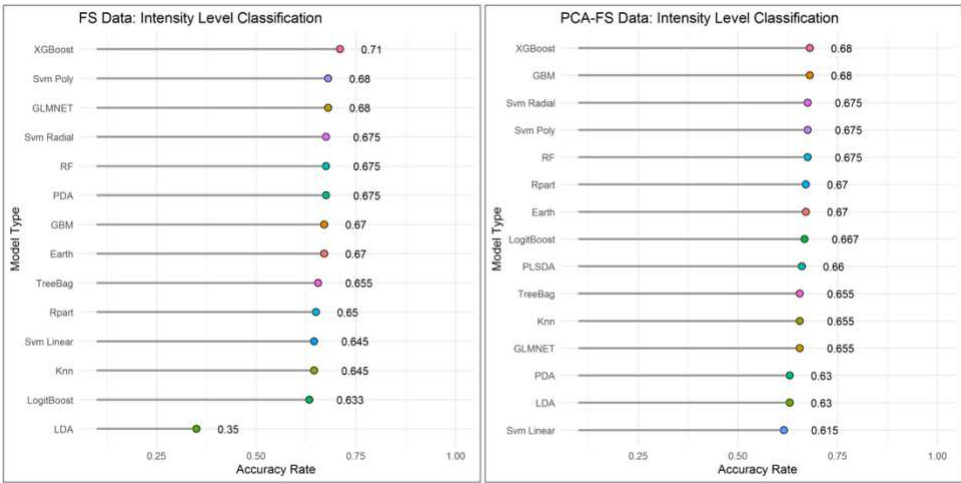 FS Data: Intensity Level Classification
XGBoost 0.71
Svm Poly 0.68
GLMNET 0.68
Svm Radial 0.675
RF 0.675
PDA 0.675
GBM 0.67
Earth 0.67
TreeBag 0.655
Rpart 0.65
Svm Linear 0.645
Knn 0.645
LogitBoost 0.633
LDA 0.35
Model Type
0.25 0.50 0.75 1.00
Accuracy Rate
PCA-FS Data: Intensity Level Classification
XGBoost 0.68
GBM 0.68
Svm Radial 0.675
Svm Poly 0.675
RF 0.675
Rpart 0.67
Earth 0.67
LogitBoost 0.667
PLSDA 0.66
TreeBag 0.655
Knn 0.655
GLMNET 0.655
PDA 0.63
LDA 0.63
Svm Linear 0.615
Model Type
0.25 0.50 0.75 1.00
Accuracy Rate